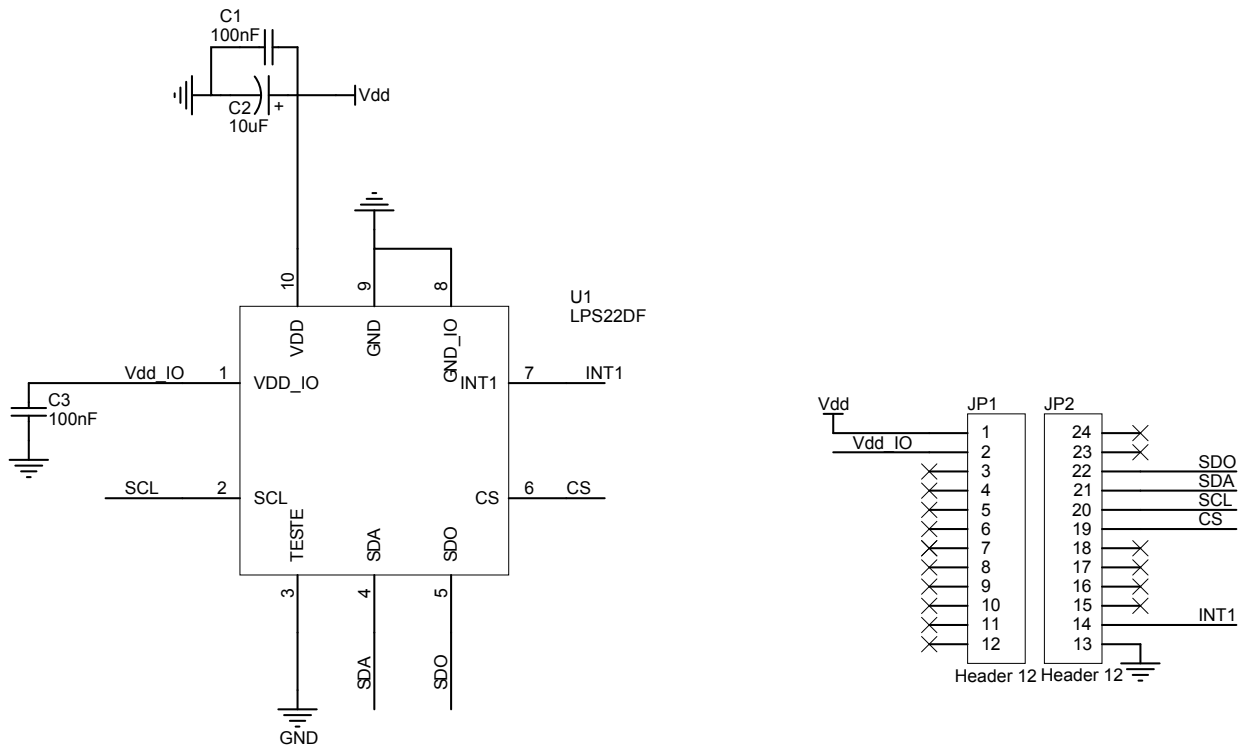 C1
100nF
C2
+
10uF
Vdd
10
9
8
U1
LPS22DF
VDD
GND
GND_IO
Vdd_IO
1
VDD_IO
INT1
7
INT1
C3
100nF
SCL
2
SCL
CS
6
CS
TESTE
SDA
SDO
3
4
5
SDA
SDO
GND
Vdd
Vdd_IO
JP1
1
2
3
4
5
6
7
8
9
10
11
12
Header 12
JP2
24
23
22
SDO
21
SDA
20
SCL
19
CS
18
17
16
15
14
INT1
13
Header 12